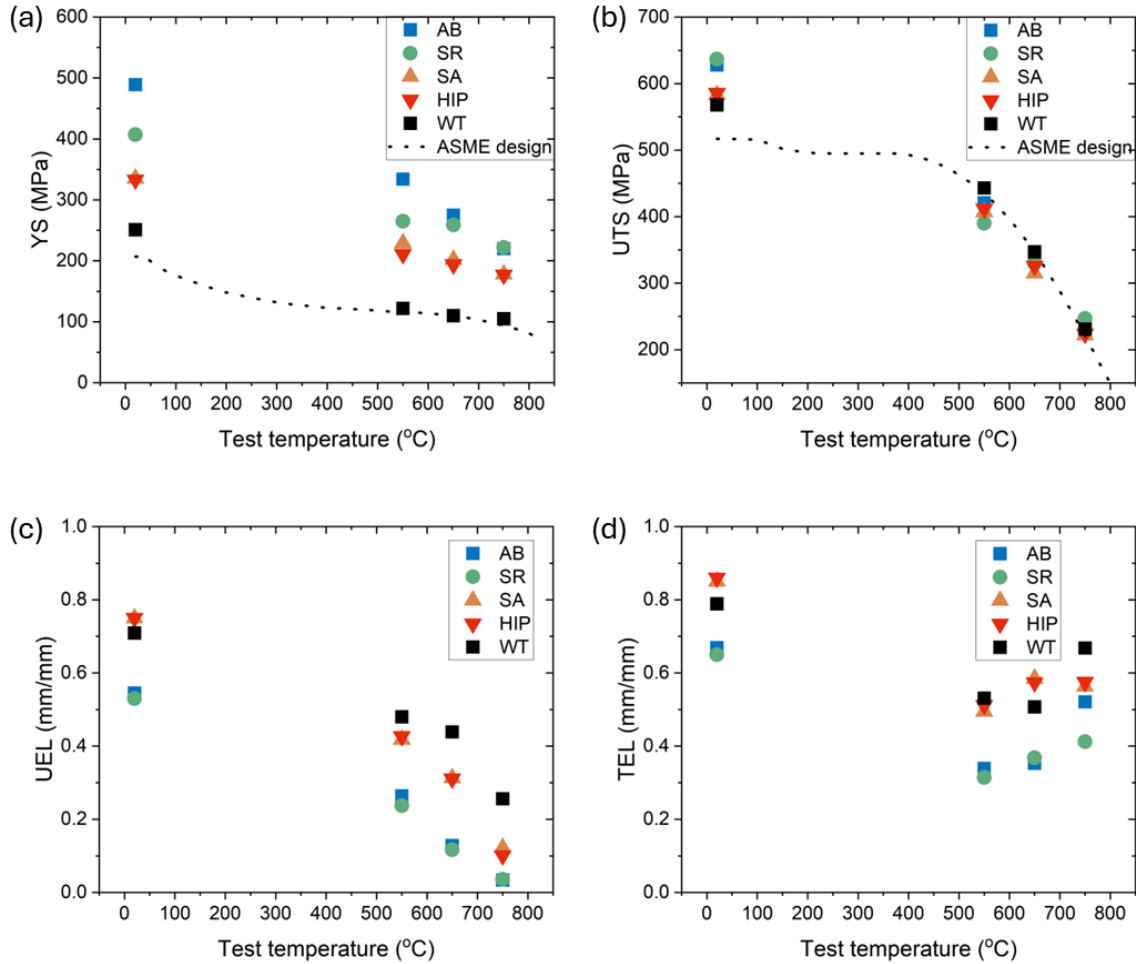 (a)
600
500
400
300
200
100
0
YS (MPa)
0 100 200 300 400 500 600 700 800
Test temperature (°C)
AB
SR
SA
HIP
WT
ASME design
(b)
700
600
500
400
300
200
UTS (MPa)
0 100 200 300 400 500 600 700 800
Test temperature (°C)
AB
SR
SA
HIP
WT
ASME design
(c)
1.0
0.8
0.6
0.4
0.2
0.0
UEL (mm/mm)
0 100 200 300 400 500 600 700 800
Test temperature (°C)
AB
SR
SA
HIP
WT
(d)
1.0
0.8
0.6
0.4
0.2
0.0
TEL (mm/mm)
0 100 200 300 400 500 600 700 800
Test temperature (°C)
AB
SR
SA
HIP
WT